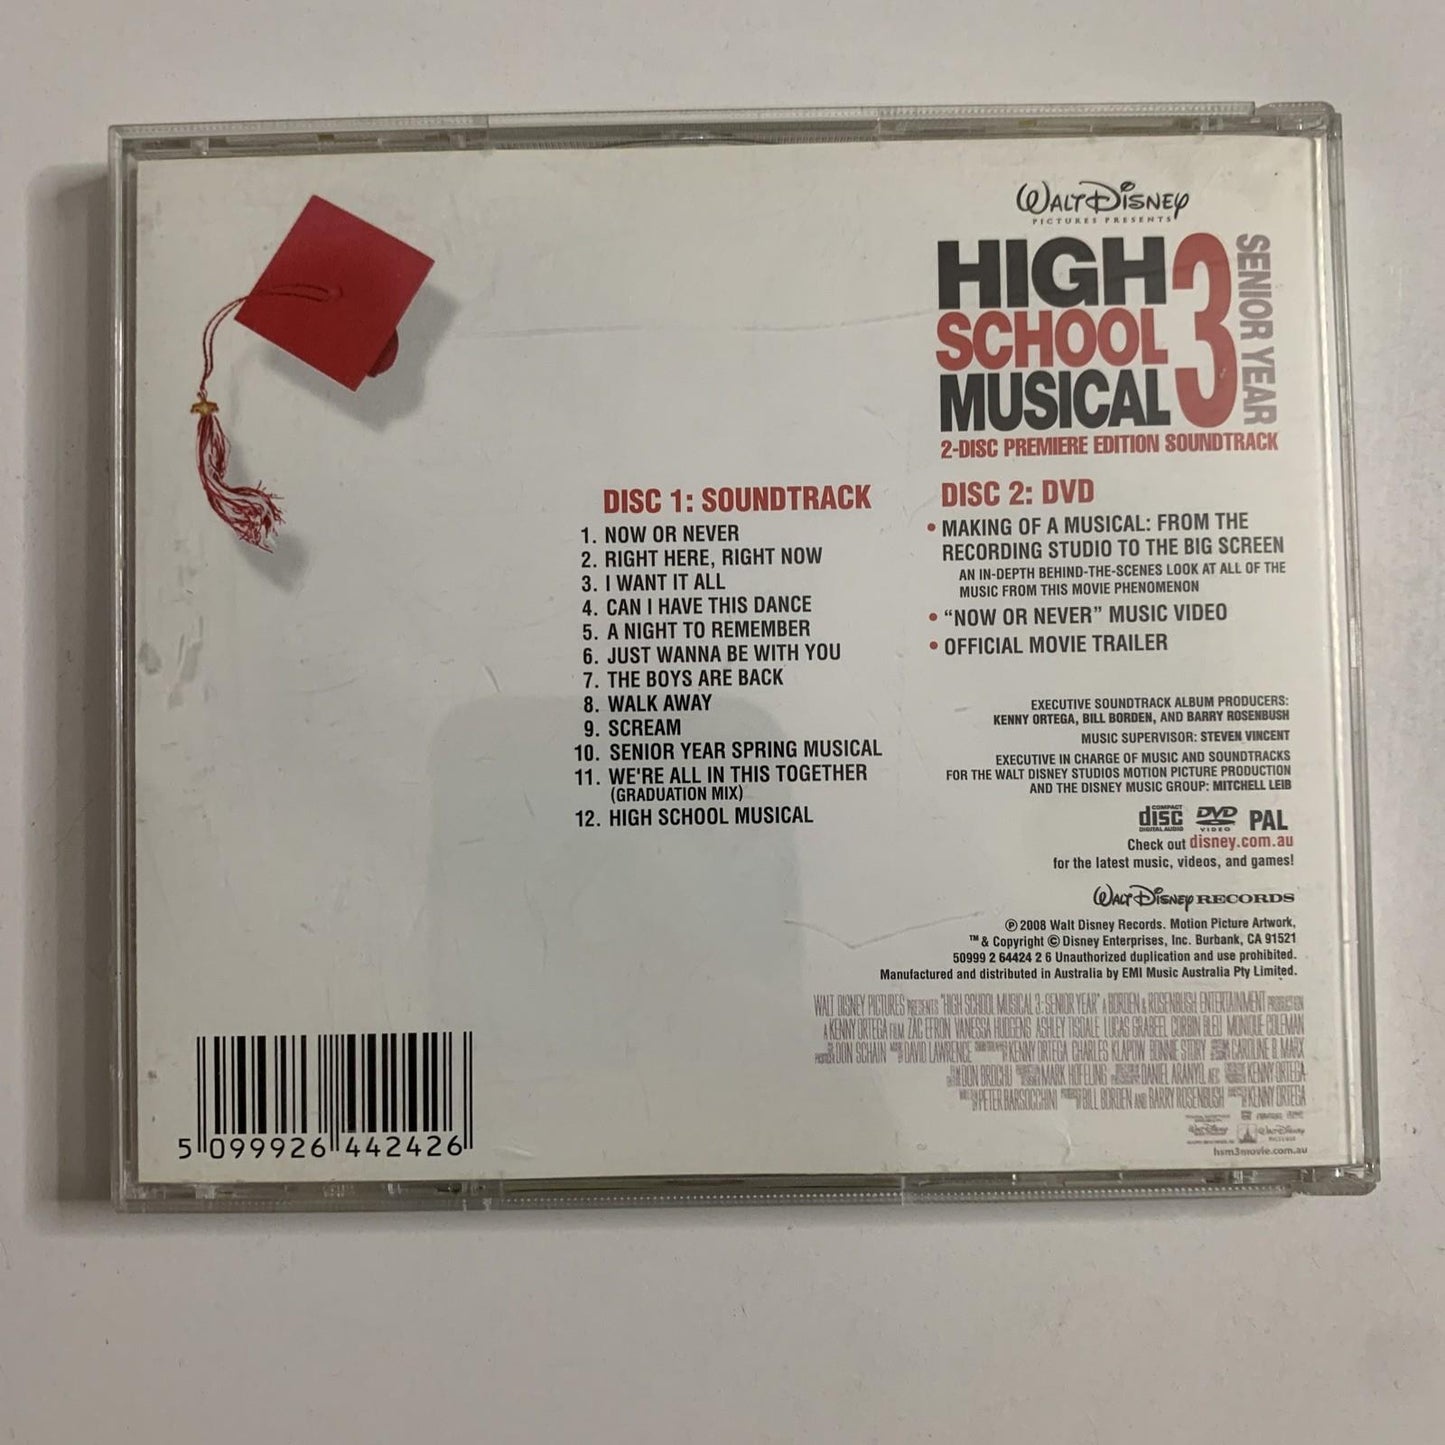 WALT DISNEY
PICTURES PRESENTS
HIGH
SCHOOL
MUSICAL
3
SENIOR YEAR
2-DISC PREMIERE EDITION SOUNDTRACK
DISC 1: SOUNDTRACK
1. NOW OR NEVER
2. RIGHT HERE, RIGHT NOW
3. I WANT IT ALL
4. CAN I HAVE THIS DANCE
5. A NIGHT TO REMEMBER
6. JUST WANNA BE WITH YOU
7. THE BOYS ARE BACK
8. WALK AWAY
9. SCREAM
10. SENIOR YEAR SPRING MUSICAL
11. WE'RE ALL IN THIS TOGETHER
(GRADUATION MIX)
12. HIGH SCHOOL MUSICAL
DISC 2: DVD
• MAKING OF A MUSICAL: FROM THE
RECORDING STUDIO TO THE BIG SCREEN
AN IN-DEPTH BEHIND-THE-SCENES LOOK AT ALL OF THE
MUSIC FROM THIS MOVIE PHENOMENON
• “NOW OR NEVER” MUSIC VIDEO
• OFFICIAL MOVIE TRAILER
EXECUTIVE SOUNDTRACK ALBUM PRODUCERS:
KENNY ORTEGA, BILL BORDEN, AND BARRY ROSENBUSH
MUSIC SUPERVISOR: STEVEN VINCENT
EXECUTIVE IN CHARGE OF MUSIC AND SOUNDTRACKS
FOR THE WALT DISNEY STUDIOS MOTION PICTURE PRODUCTION
AND THE DISNEY MUSIC GROUP: MITCHELL LEIB
COMPACT disc DIGITAL AUDIO DVD VIDEO PAL
Check out disney.com.au
for the latest music, videos, and games!
WALT DISNEY RECORDS
℗ 2008 Walt Disney Records. Motion Picture Artwork,
™ & Copyright © Disney Enterprises, Inc. Burbank, CA 91521
50999 2 64424 2 6 Unauthorized duplication and use prohibited.
Manufactured and distributed in Australia by EMI Music Australia Pty Limited.
WALT DISNEY PICTURES PRESENTS "HIGH SCHOOL MUSICAL 3: SENIOR YEAR" A BORDEN & ROSENBUSH ENTERTAINMENT PRODUCTION
A KENNY ORTEGA FILM ZAC EFRON VANESSA HUDGENS ASHLEY TISDALE LUCAS GRABEEL CORBIN BLEU MONIQUE COLEMAN
DON SCHAIN DAVID LAWRENCE KENNY ORTEGA CHARLES KLAPOW BONNIE STORY CAROLINE B. MARX
DON BROCHU MARK HOFELING DANIEL ARANYO, KENNY ORTEGA
PETER BARSOCCHINI BILL BORDEN AND BARRY ROSENBUSH KENNY ORTEGA
hsm3movie.com.au
5 099926 442426